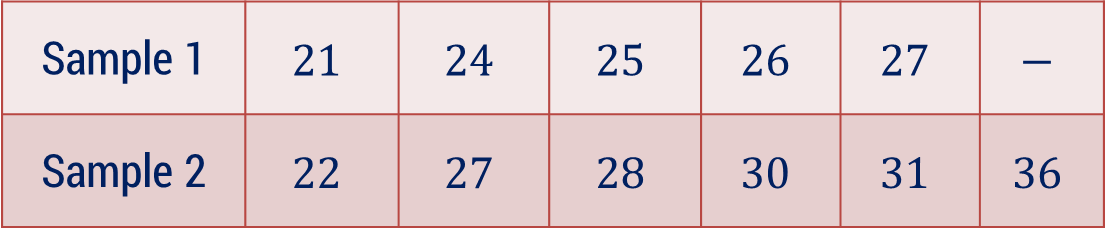 Sample 1 21 24 25 26 27 –
Sample 2 22 27 28 30 31 36